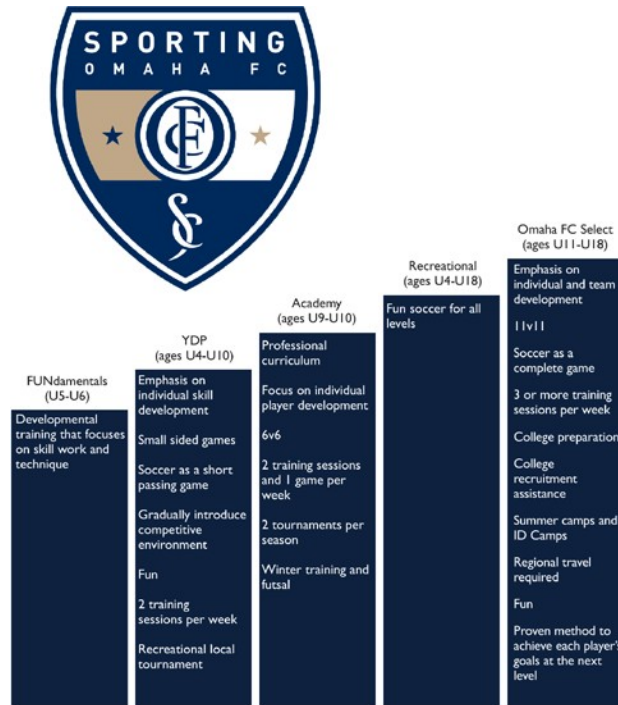 SPORTING
OMAHA FC
FUNdamentals
(U5-U6)
Developmental
training that focuses
on skill work and
technique
YDP
(ages U4-U10)
Emphasis on
individual skill
development
Small sided games
Soccer as a short
passing game
Gradually introduce
competitive
environment
Fun
2 training
sessions per week
Recreational local
tournament
Academy
(ages U9-U10)
Professional
curriculum
Focus on individual
player development
6v6
2 training sessions
and 1 game per
week
2 tournaments per
season
Winter training and
futsal
Recreational
(ages U4-U18)
Fun soccer for all
levels
Omaha FC Select
(ages U11-U18)
Emphasis on
individual and team
development
11v11
Soccer as a
complete game
3 or more training
sessions per week
College preparation
College
recruitment
assistance
Summer camps and
ID Camps
Regional travel
required
Fun
Proven method to
achieve each player's
goals at the next
level